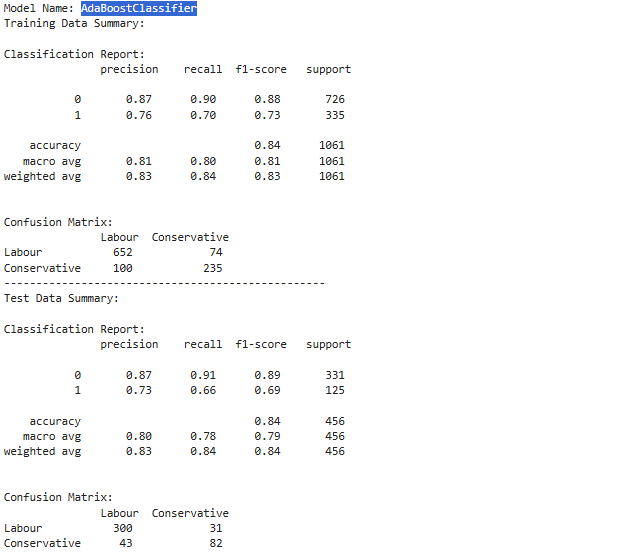 Model Name: AdaBoostClassifier
Training Data Summary:
Classification Report:
precision recall f1-score support
0 0.87 0.90 0.88 726
1 0.76 0.70 0.73 335
accuracy 0.84 1061
macro avg 0.81 0.80 0.81 1061
weighted avg 0.83 0.84 0.83 1061
Confusion Matrix:
Labour Conservative
Labour 652 74
Conservative 100 235
--------------------------------------------------
Test Data Summary:
Classification Report:
precision recall f1-score support
0 0.87 0.91 0.89 331
1 0.73 0.66 0.69 125
accuracy 0.84 456
macro avg 0.80 0.78 0.79 456
weighted avg 0.83 0.84 0.84 456
Confusion Matrix:
Labour Conservative
Labour 300 31
Conservative 43 82